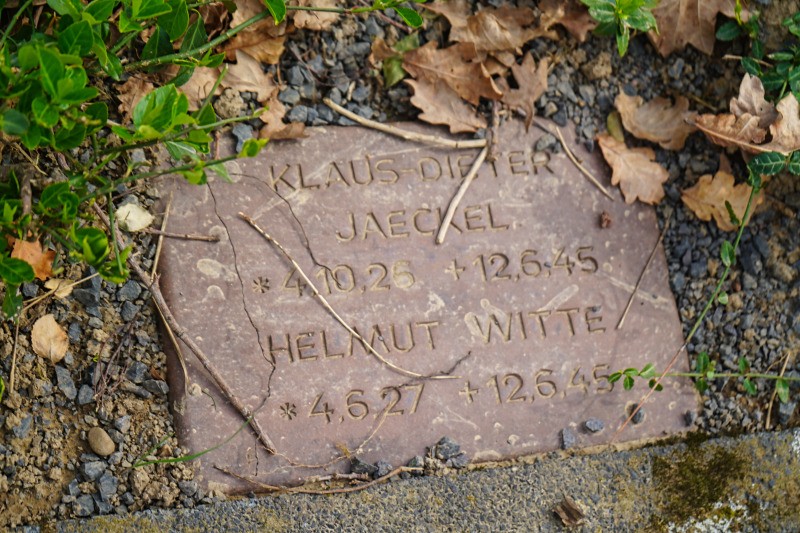 KLAUS-DIETER
JAECKEL.
* 4.10.26 +12.6.45
HELMUT WITTE
* 4.6.27 +12.6.45